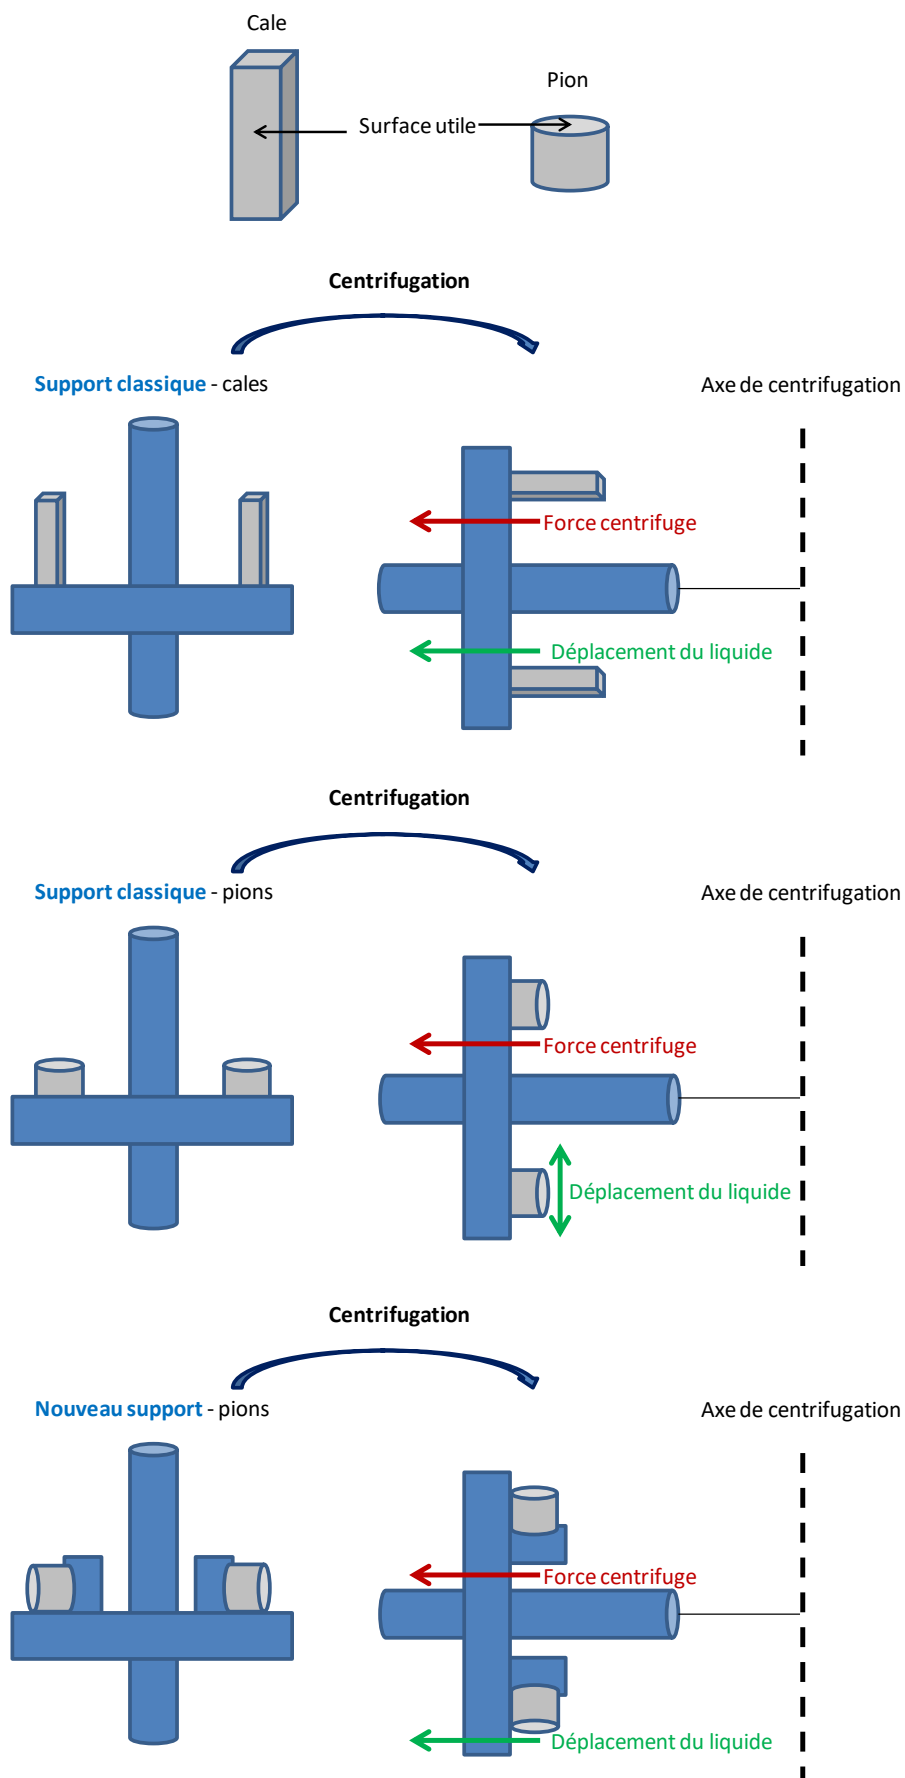 Cale
Pion
Surface utile
Centrifugation
Support classique - cales
Axe de centrifugation
Force centrifuge
Déplacement du liquide
Centrifugation
Support classique - pions
Axe de centrifugation
Force centrifuge
Déplacement du liquide
Centrifugation
Nouveau support - pions
Axe de centrifugation
Force centrifuge
Déplacement du liquide